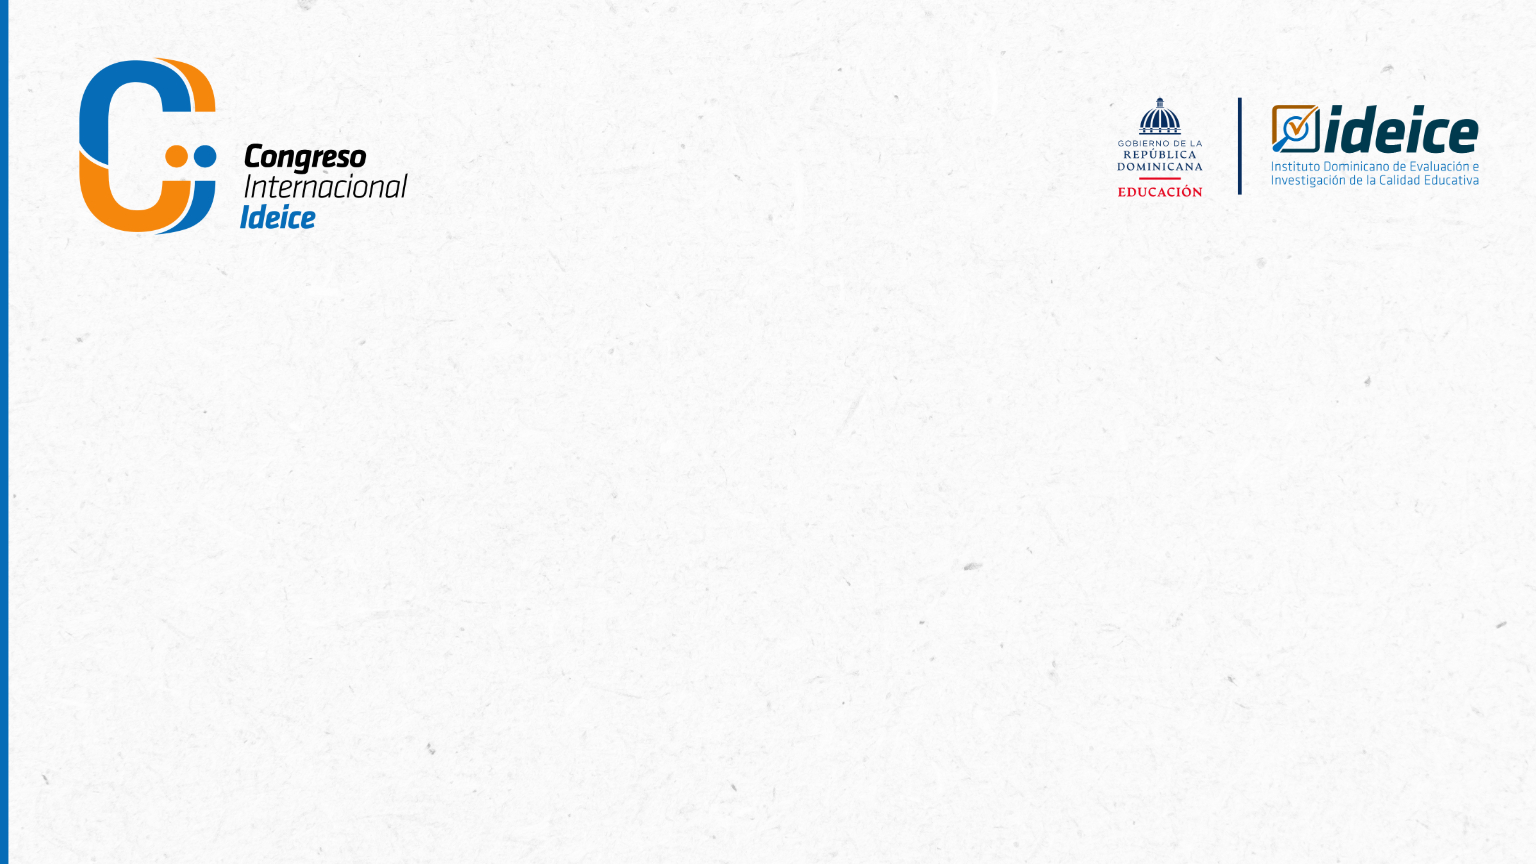 Congreso
Internacional
Ideice
GOBIERNO DE LA
REPÚBLICA
DOMINICANA
EDUCACIÓN
ideice
Instituto Dominicano de Evaluación e
Investigación de la Calidad Educativa